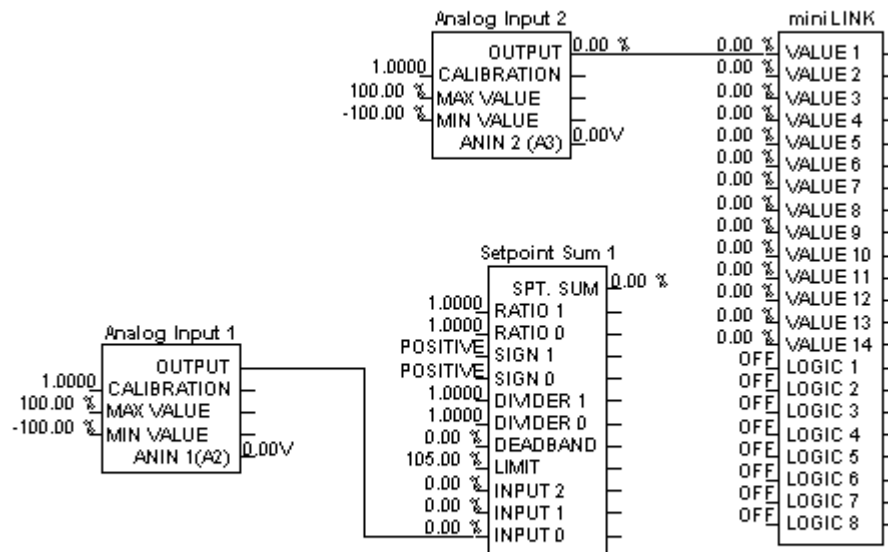 Analog Input 2
OUTPUT 0.00 %
1.0000 CALIBRATION
100.00 % MAX VALUE
-100.00 % MIN VALUE
ANIN 2 (A3) 0.00V
miniLINK
0.00 % VALUE 1
0.00 % VALUE 2
0.00 % VALUE 3
0.00 % VALUE 4
0.00 % VALUE 5
0.00 % VALUE 6
0.00 % VALUE 7
0.00 % VALUE 8
0.00 % VALUE 9
0.00 % VALUE 10
0.00 % VALUE 11
0.00 % VALUE 12
0.00 % VALUE 13
0.00 % VALUE 14
OFF LOGIC 1
OFF LOGIC 2
OFF LOGIC 3
OFF LOGIC 4
OFF LOGIC 5
OFF LOGIC 6
OFF LOGIC 7
OFF LOGIC 8
Setpoint Sum 1
SPT. SUM 0.00 %
1.0000 RATIO 1
1.0000 RATIO 0
POSITIVE SIGN 1
POSITIVE SIGN 0
1.0000 DIVIDER 1
1.0000 DIVIDER 0
0.00 % DEADBAND
105.00 % LIMIT
0.00 % INPUT 2
0.00 % INPUT 1
0.00 % INPUT 0
Analog Input 1
OUTPUT
1.0000 CALIBRATION
100.00 % MAX VALUE
-100.00 % MIN VALUE
ANIN 1(A2) 0.00V